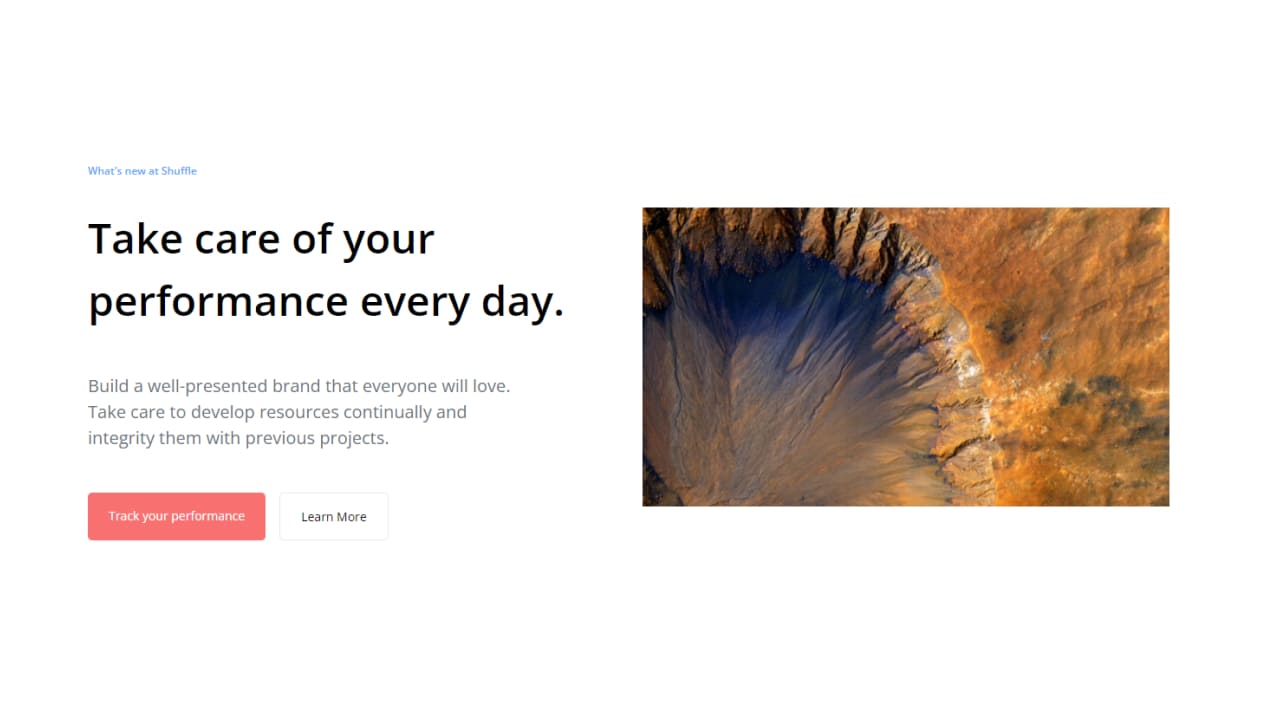 What's new at Shuffle
Take care of your
performance every day.
Build a well-presented brand that everyone will love.
Take care to develop resources continually and
integrity them with previous projects.
Track your performance
Learn More